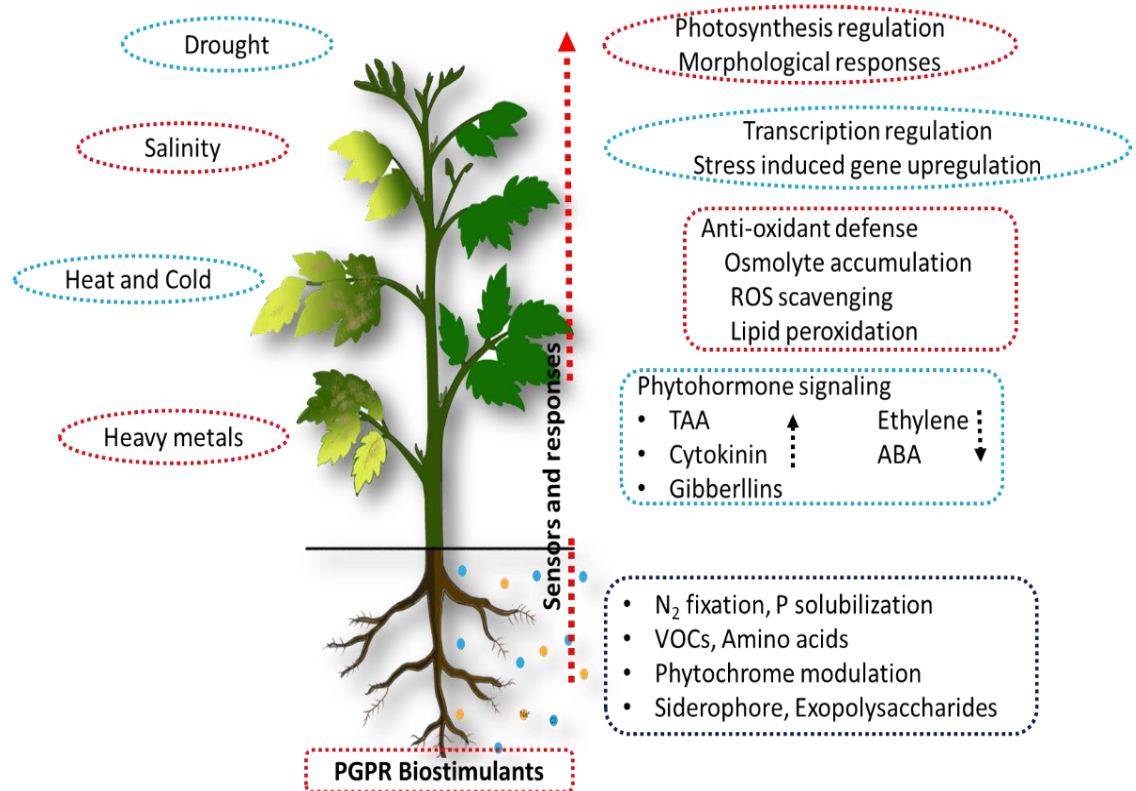 Drought
Salinity
Heat and Cold
Heavy metals
Sensors and responses
Photosynthesis regulation
Morphological responses
Transcription regulation
Stress induced gene upregulation
Anti-oxidant defense
Osmolyte accumulation
ROS scavenging
Lipid peroxidation
Phytohormone signaling
• TAA Ethylene
• Cytokinin ABA
• Gibberllins
• N₂ fixation, P solubilization
• VOCs, Amino acids
• Phytochrome modulation
• Siderophore, Exopolysaccharides
Na⁺
PGPR Biostimulants